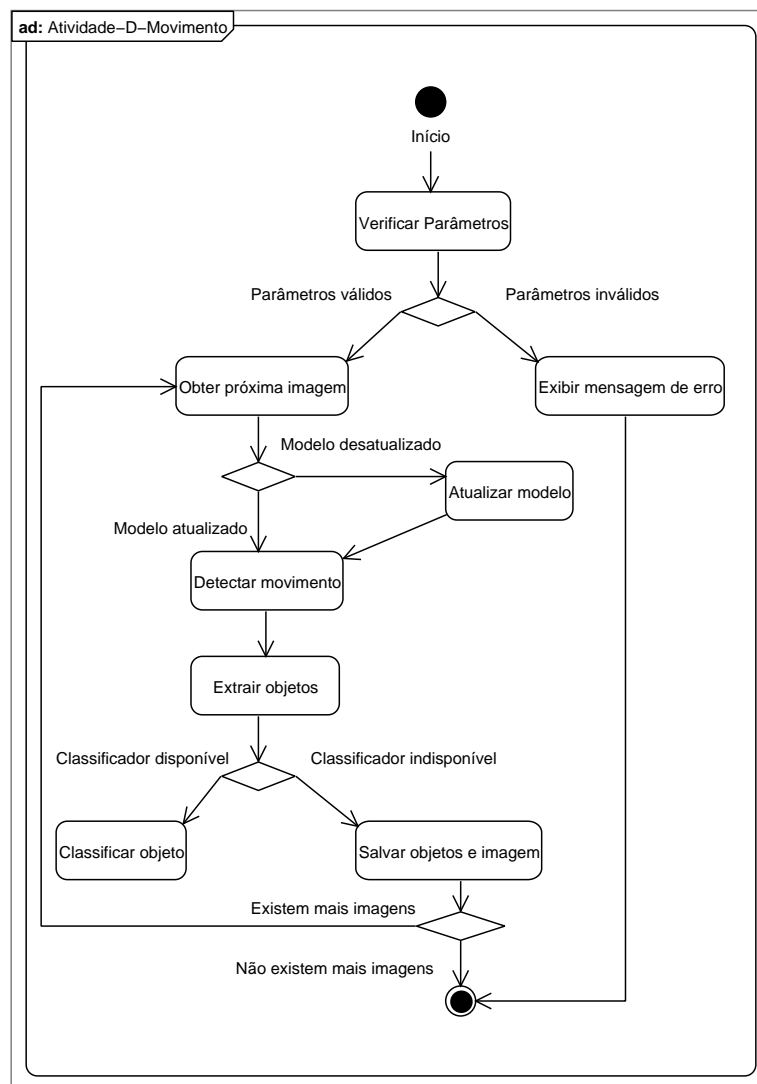 ad: Atividade−D−Movimento
Início
Verificar Parâmetros
Parâmetros válidos
Parâmetros inválidos
Obter próxima imagem
Exibir mensagem de erro
Modelo desatualizado
Atualizar modelo
Modelo atualizado
Detectar movimento
Extrair objetos
Classificador disponível
Classificador indisponível
Classificar objeto
Salvar objetos e imagem
Existem mais imagens
Não existem mais imagens